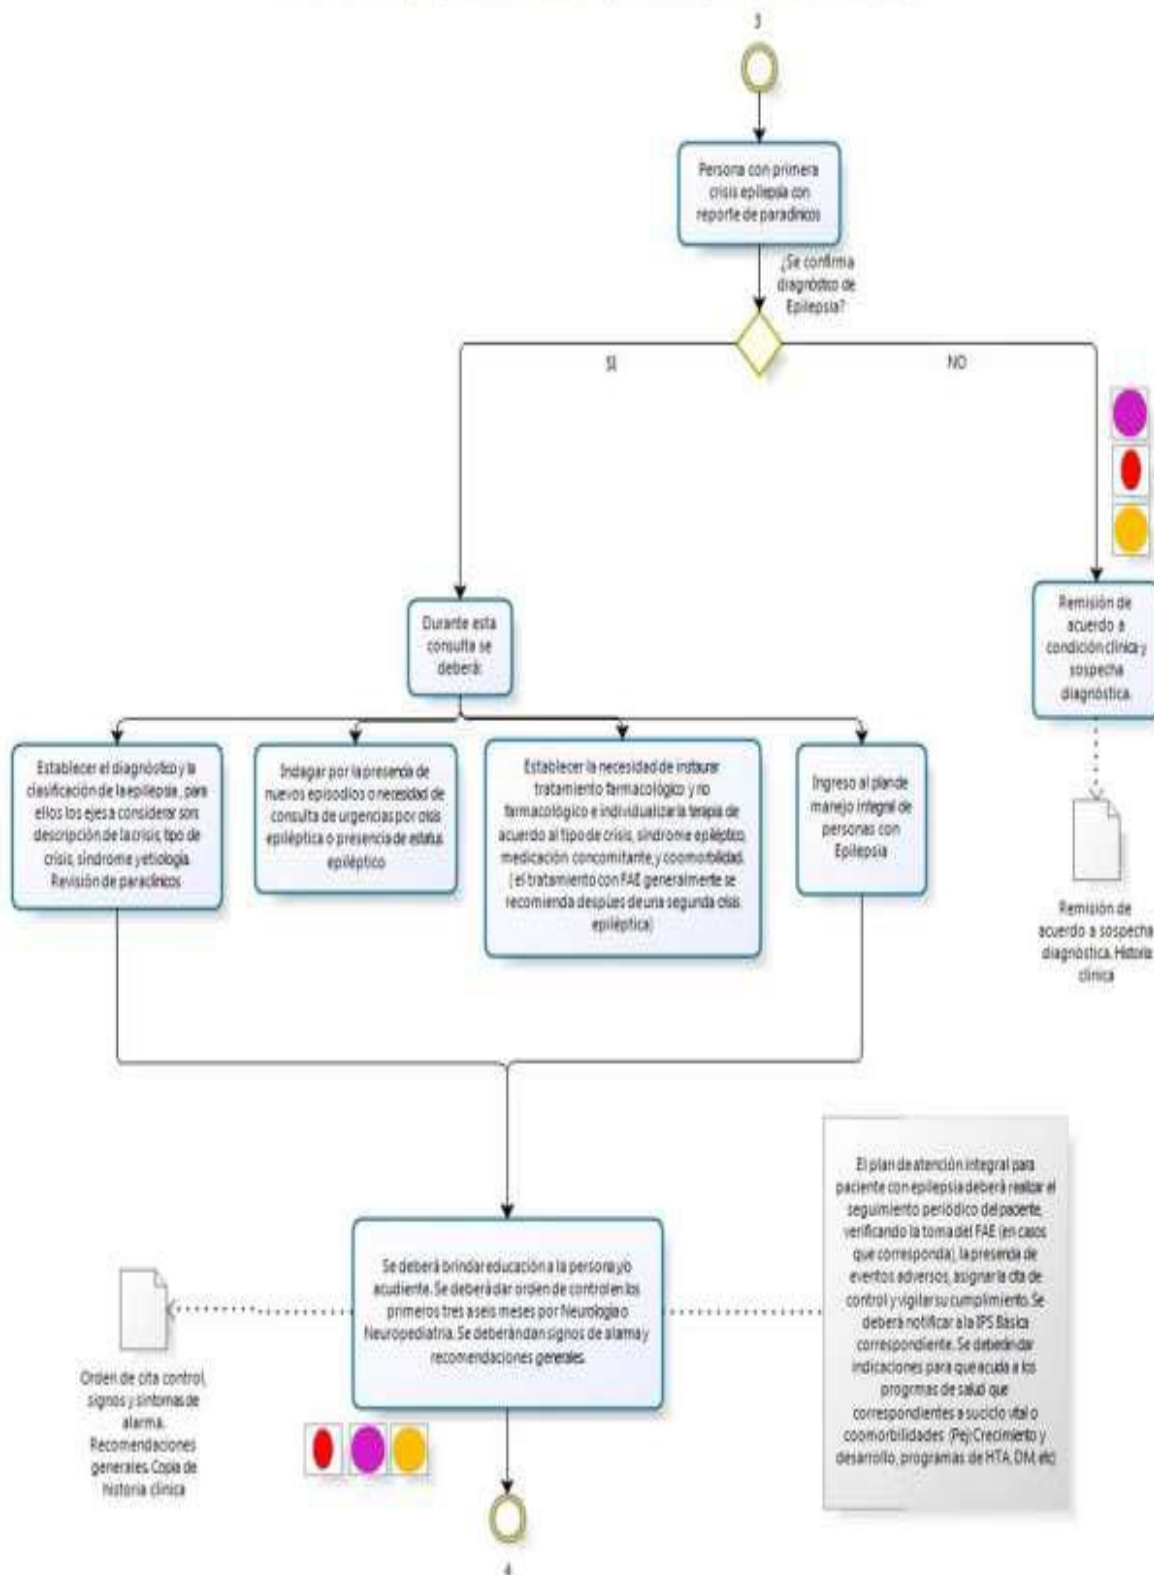 3
Persona con primera
crisis epilepsia con
reporte de paraclínicos
¿Se confirma
diagnóstico de
Epilepsia?
SI
NO
Durante esta
consulta se
deberá:
Remisión de
acuerdo a
condición clínica y
sospecha
diagnóstica.
Establecer el diagnóstico y la
clasificación de la epilepsia, para
ellos los ejes a considerar son:
descripción de la crisis, tipo de
crisis, síndrome y etiología.
Revisión de paraclínicos
Indagar por la presencia de
nuevos episodios o necesidad de
consulta de urgencias por crisis
epiléptica o presencia de estatus
epiléptico
Establecer la necesidad de instaurar
tratamiento farmacológico y no
farmacológico e individualizar la terapia de
acuerdo al tipo de crisis, síndrome epiléptico,
medicación concomitante, y coomorbilidad.
( el tratamiento con FAE generalmente se
recomienda despúes de una segunda crisis
epiléptica)
Ingreso al plan de
manejo integral de
personas con
Epilepsia
Remisión de
acuerdo a sospecha
diagnóstica. Historia
clínica
El plan de atención integral para
paciente con epilepsia deberá realizar el
seguimiento periódico del paciente,
verificando la toma del FAE (en casos
que corresponda), la presencia de
eventos adversos, asignar la cita de
control y vigilar su cumplimiento. Se
deberá notificar a la IPS Básica
correspondiente. Se deberán dar
indicaciones para que acuda a los
progrmas de salud que
correspondientes a su ciclo vital o
coomorbilidades (Pej) Crecimiento y
desarrollo, programas de HTA, DM, etc)
Se deberá brindar educación a la persona y/o
acudiente. Se deberá dar orden de control en los
primeros tres a seis meses por Neurología o
Neuropediatría. Se deberán dan signos de alarma y
recomendaciones generales.
Orden de cita control,
signos y síntomas de
alarma.
Recomendaciones
generales. Copia de
historia clínica
4